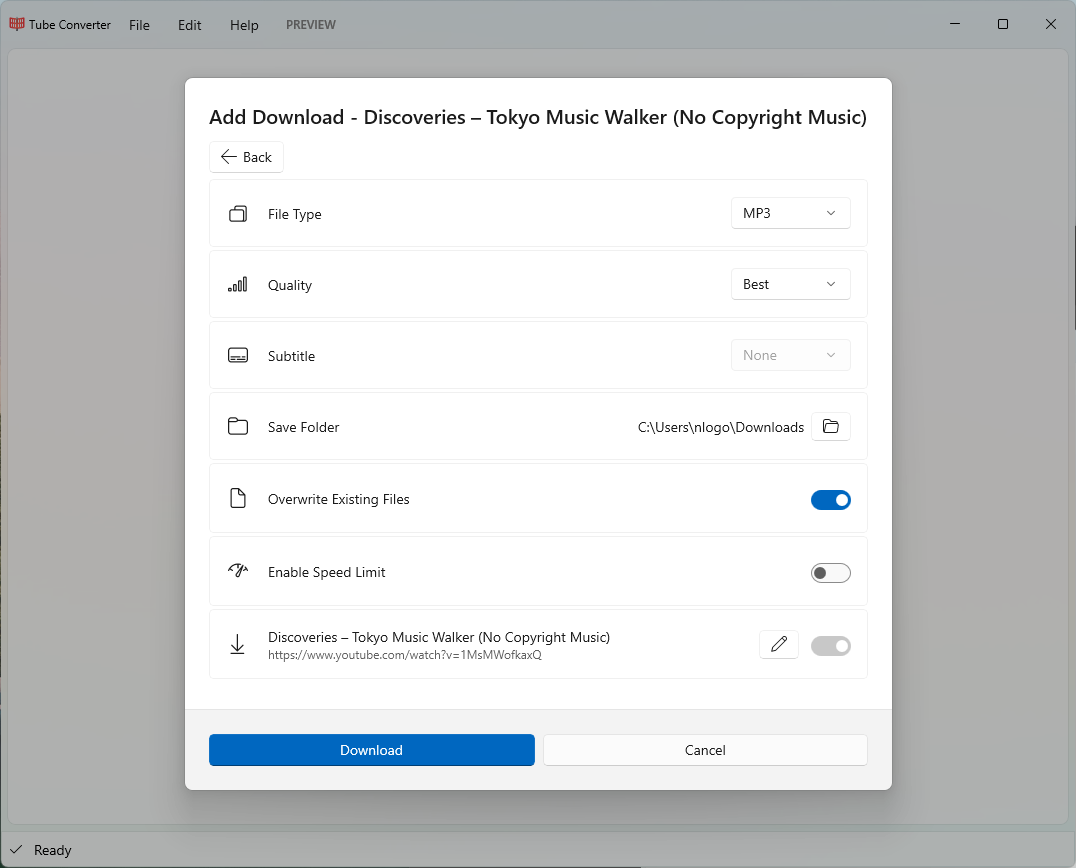 Tube Converter File Edit Help PREVIEW
Add Download - Discoveries – Tokyo Music Walker (No Copyright Music)
Back
File Type MP3
Quality Best
Subtitle None
Save Folder C:\Users\nlogo\Downloads
Overwrite Existing Files
Enable Speed Limit
Discoveries – Tokyo Music Walker (No Copyright Music)
https://www.youtube.com/watch?v=1MsMWofkaxQ
Download Cancel
Ready